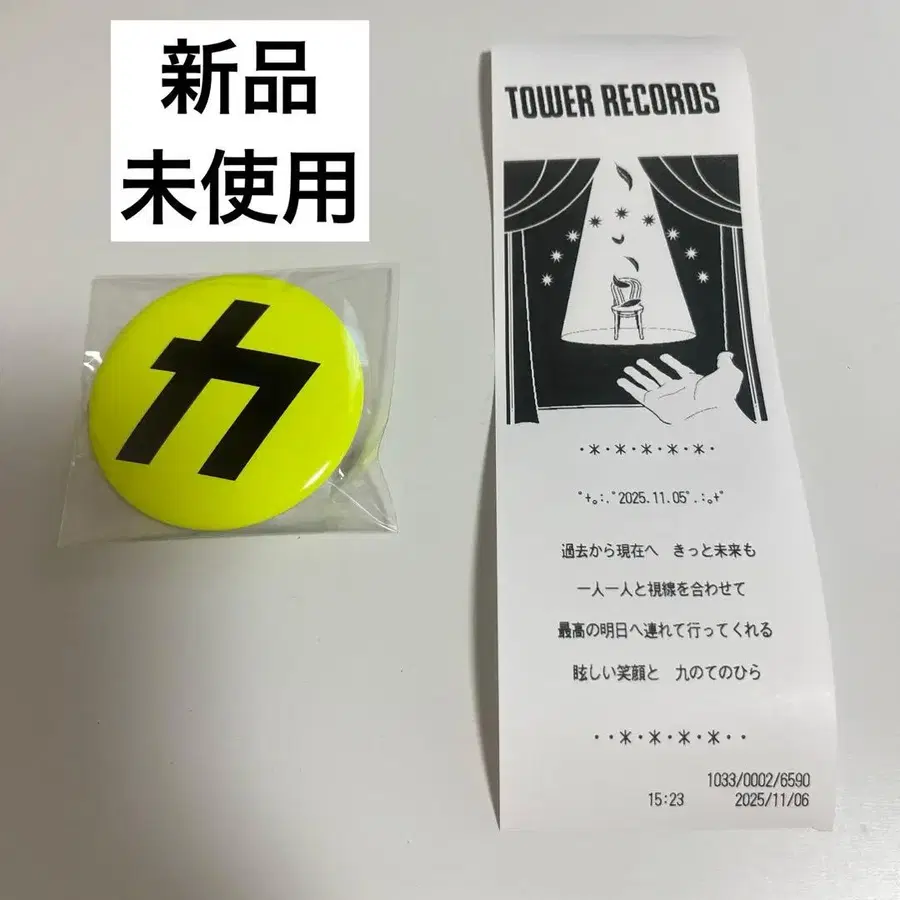 新品
未使用
カ
TOWER RECORDS
・*・*・*・*・*・
ﾟ+｡:.ﾟ2025.11.05ﾟ.:｡+ﾟ
過去から現在へ　きっと未来も
一人一人と視線を合わせて
最高の明日へ連れて行ってくれる
眩しい笑顔と　九のてのひら
・・*・*・*・*・・
1033/0002/6590
15:23 2025/11/06